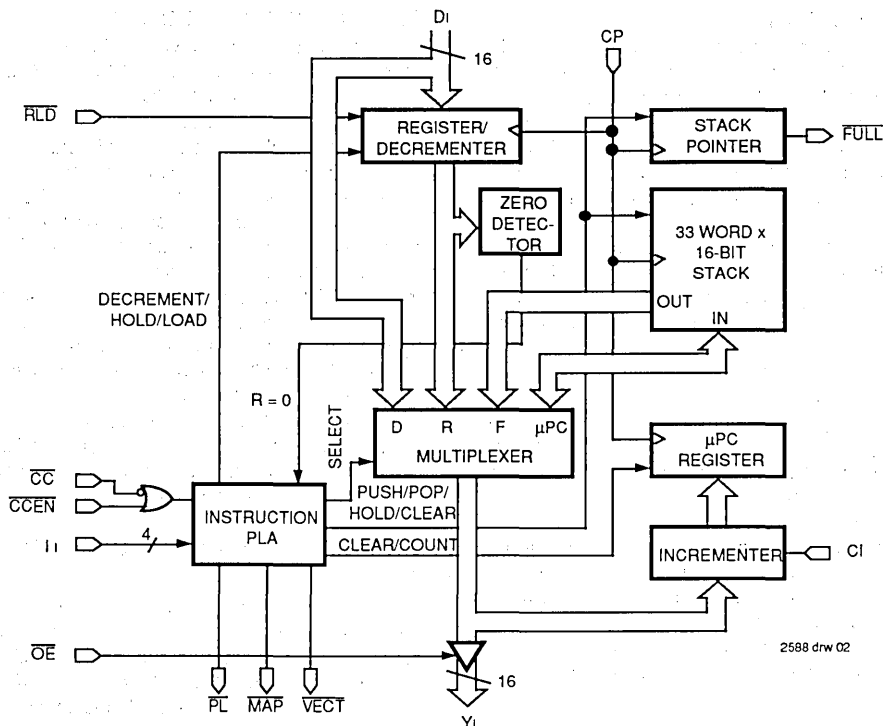 DI
16
CP
RLD
REGISTER/
DECREMENTER
STACK
POINTER
FULL
ZERO
DETEC-
TOR
33 WORD x
16-BIT
STACK
OUT
IN
DECREMENT/
HOLD/LOAD
R = 0
SELECT
D R F µPC
MULTIPLEXER
µPC
REGISTER
CC
CCEN
II
4
INSTRUCTION
PLA
PUSH/POP/
HOLD/CLEAR
CLEAR/COUNT
INCREMENTER
CI
OE
16
2588 drw 02
PL
MAP
VECT
YI